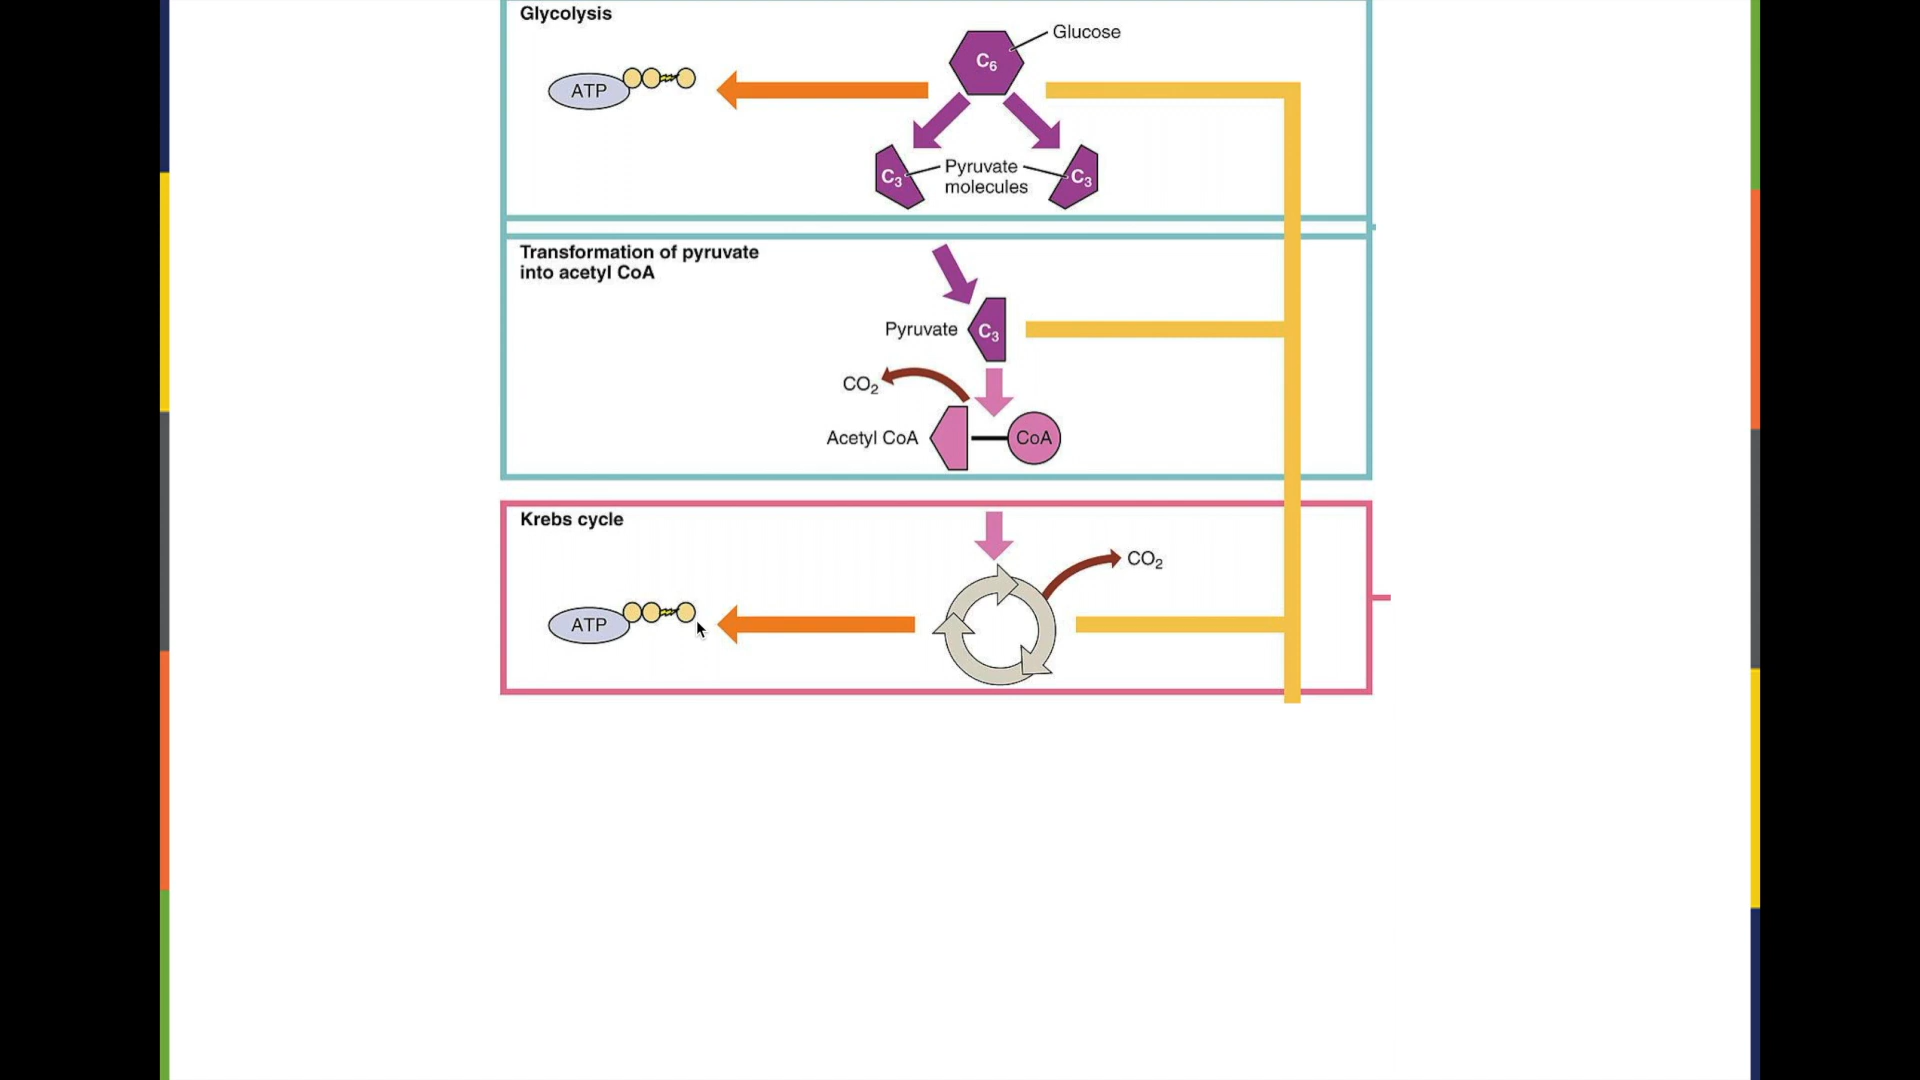 Glycolysis
Glucose
C6
ATP
Pyruvate
molecules
C3
C3
Transformation of pyruvate
into acetyl CoA
Pyruvate
C3
CO2
Acetyl CoA
CoA
Krebs cycle
CO2
ATP